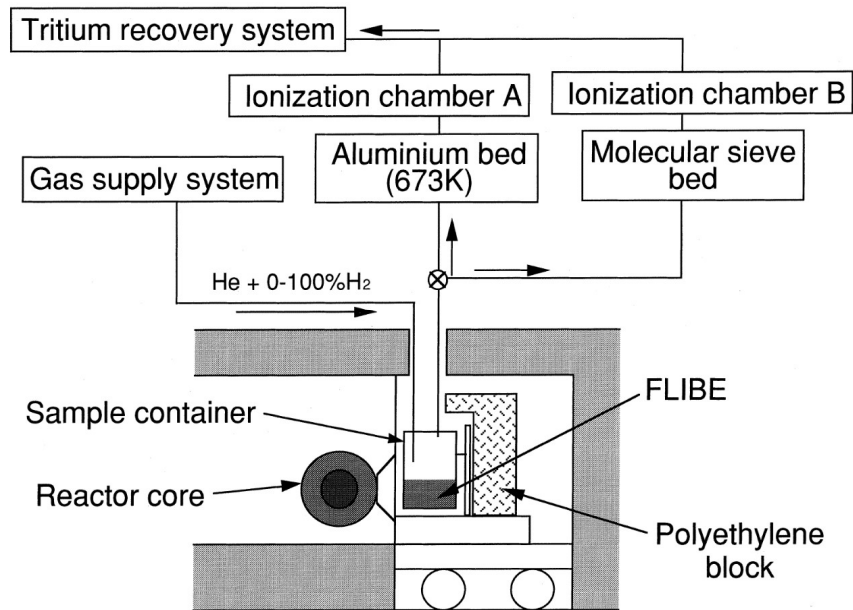 Tritium recovery system
Ionization chamber A
Ionization chamber B
Aluminium bed
(673K)
Molecular sieve
bed
Gas supply system
He + 0-100%H₂
Sample container
FLIBE
Reactor core
Polyethylene
block